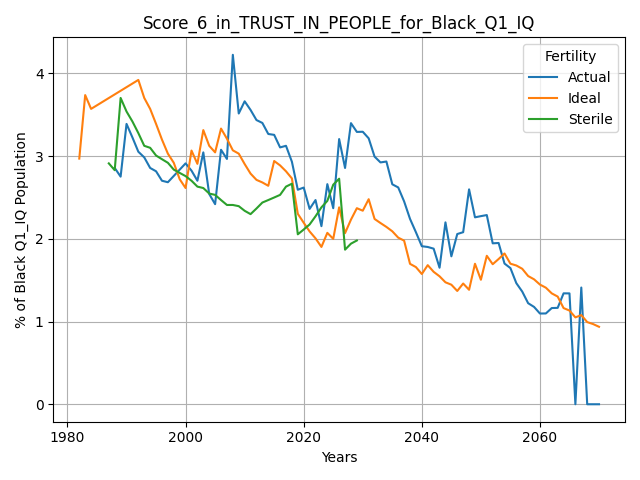 Score_6_in_TRUST_IN_PEOPLE_for_Black_Q1_IQ
Fertility
Actual
Ideal
Sterile
% of Black Q1_IQ Population
4
3
2
1
0
1980 2000 2020 2040 2060
Years